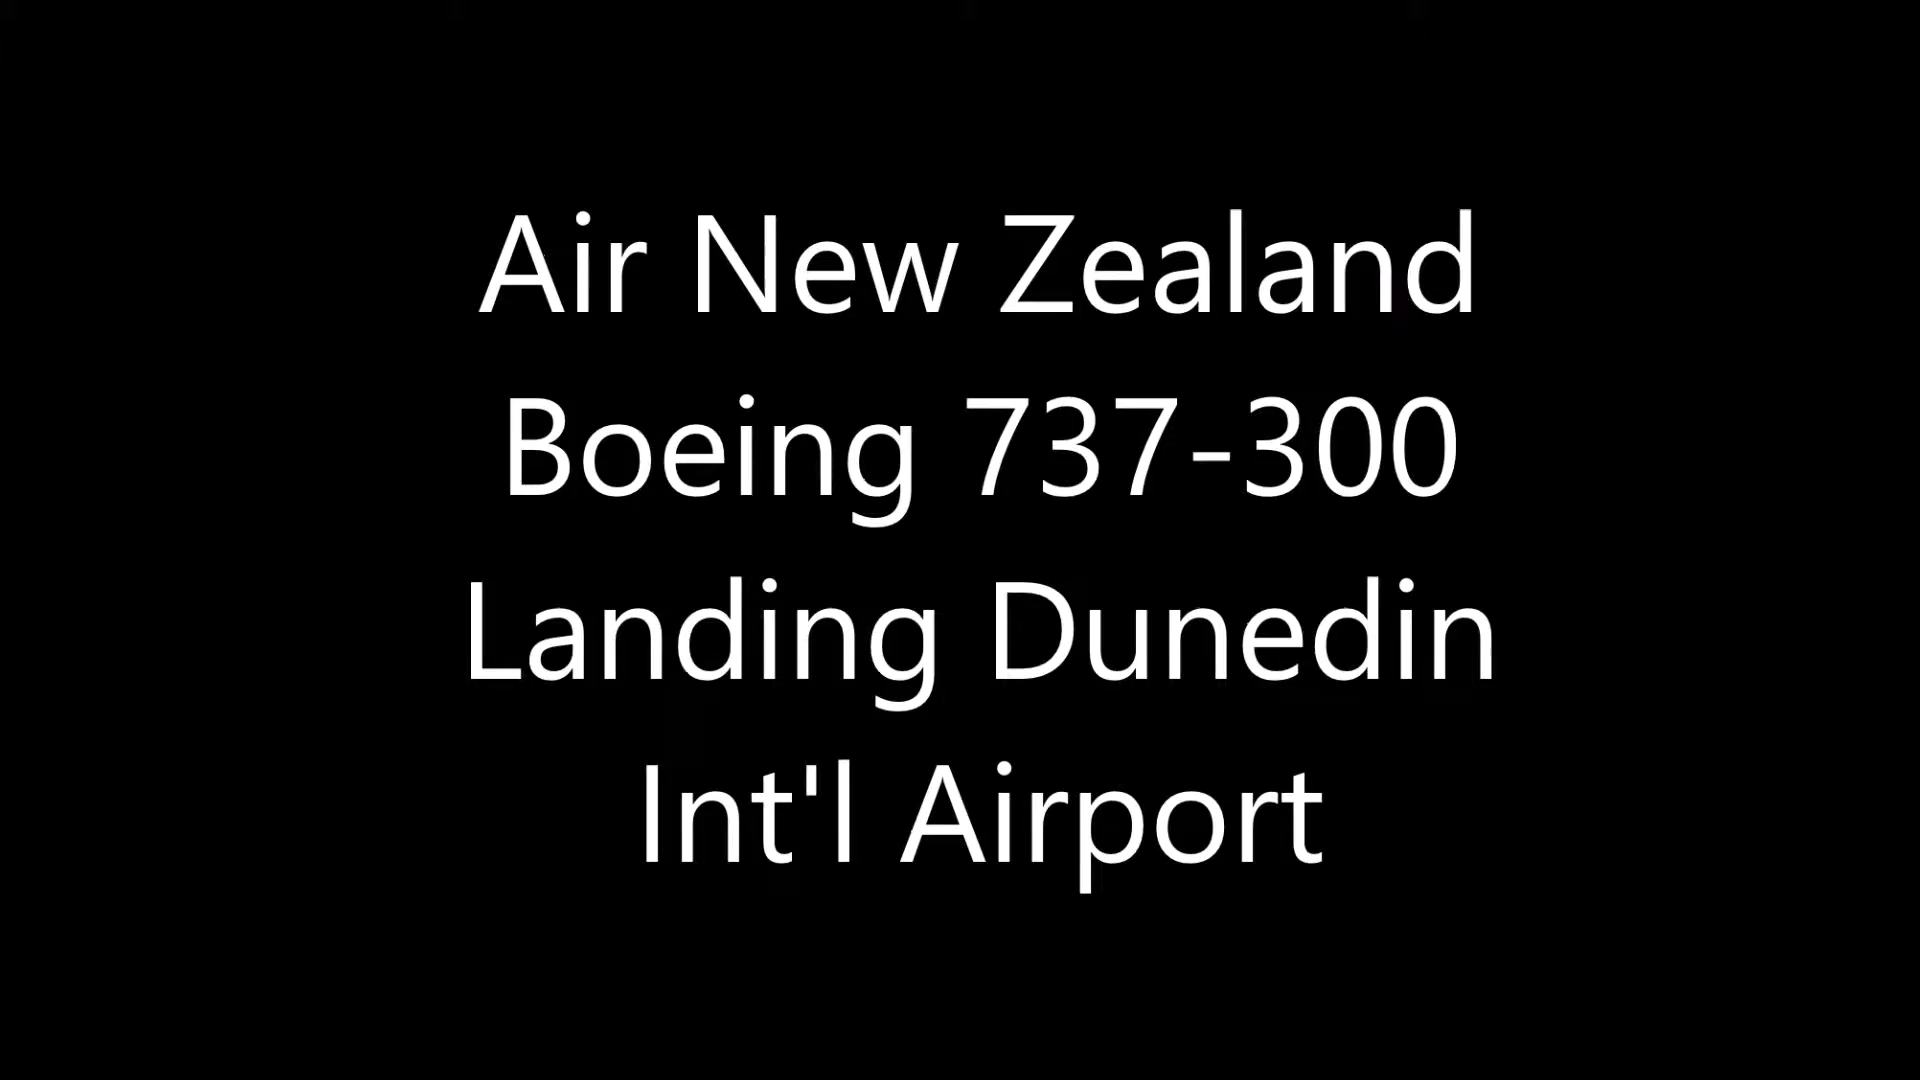 Air New Zealand
Boeing 737-300
Landing Dunedin
Int'l Airport